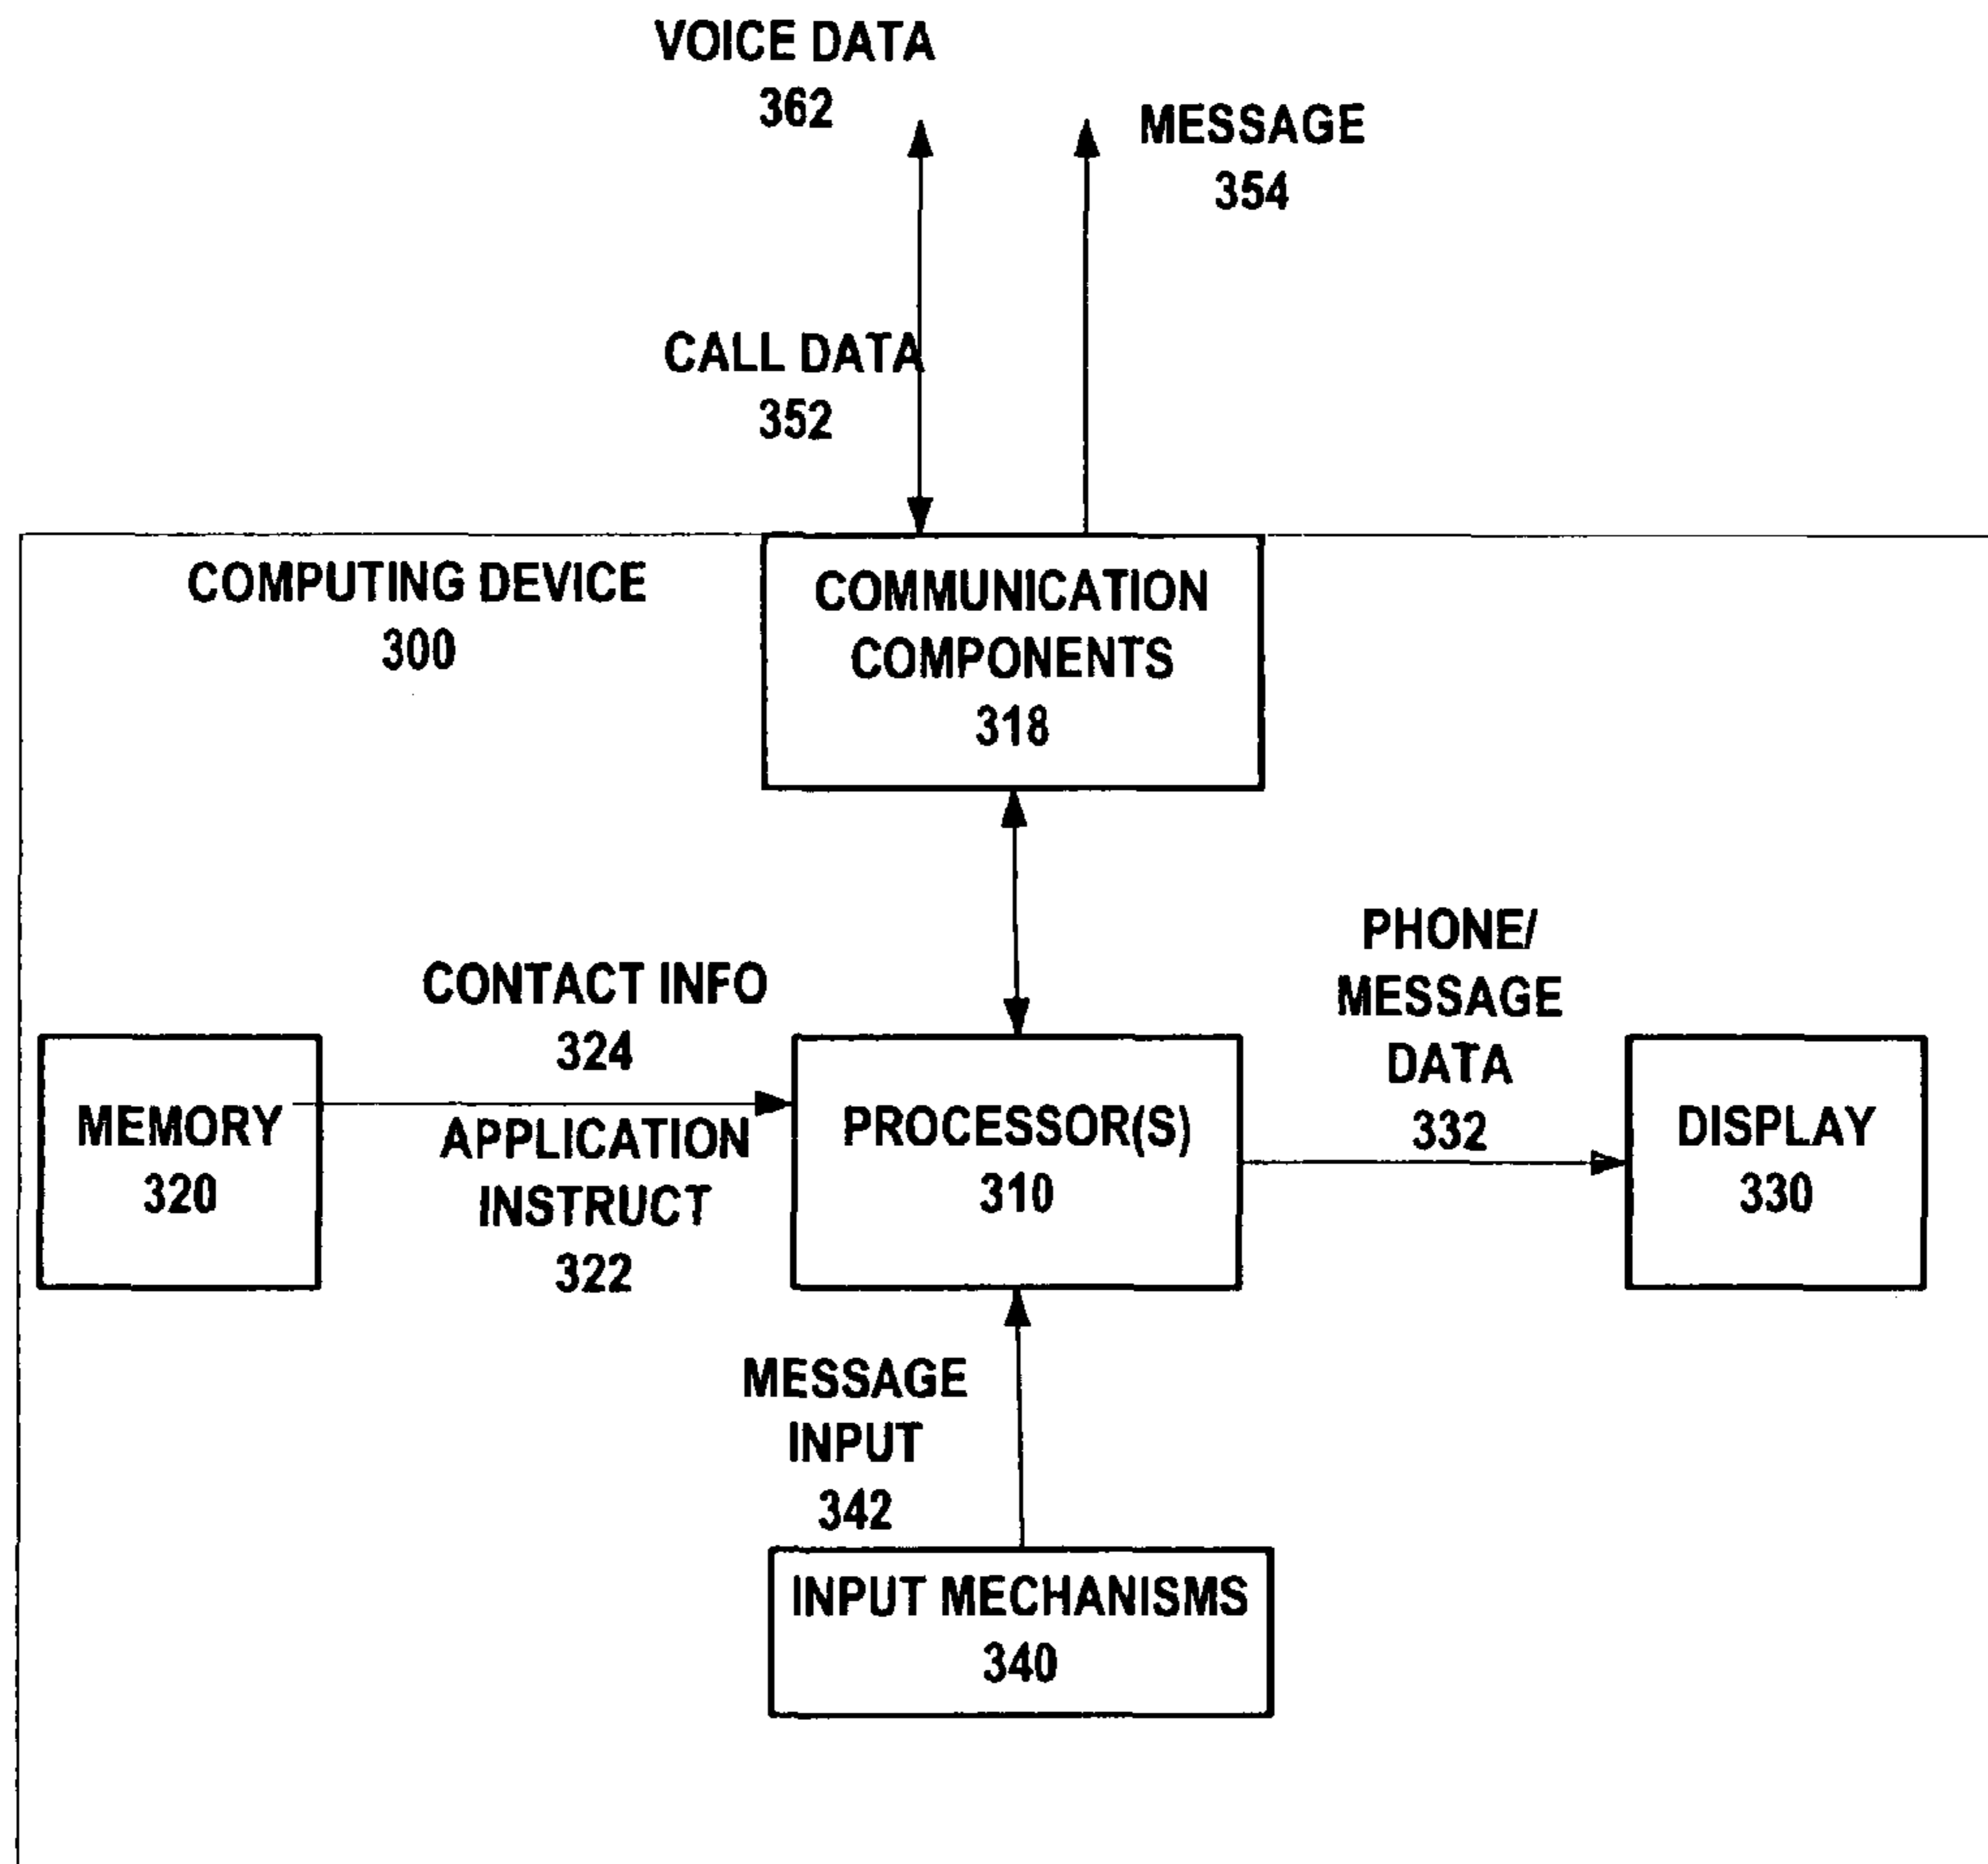 VOICE DATA
362
MESSAGE
354
CALL DATA
352
COMPUTING DEVICE
300
COMMUNICATION
COMPONENTS
318
PHONE/
MESSAGE
DATA
332
CONTACT INFO
324
MEMORY
320
APPLICATION
INSTRUCT
322
PROCESSOR(S)
310
DISPLAY
330
MESSAGE
INPUT
342
INPUT MECHANISMS
340